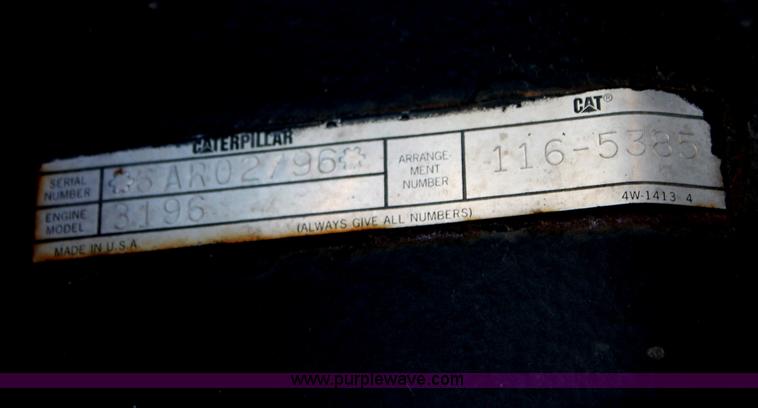 CATERPILLAR
CAT®
SERIAL NUMBER
ARRANGE-
MENT
NUMBER
116-5385
ENGINE MODEL
3196
(ALWAYS GIVE ALL NUMBERS)
4W-1413 4
MADE IN U.S.A.
www.purplewave.com